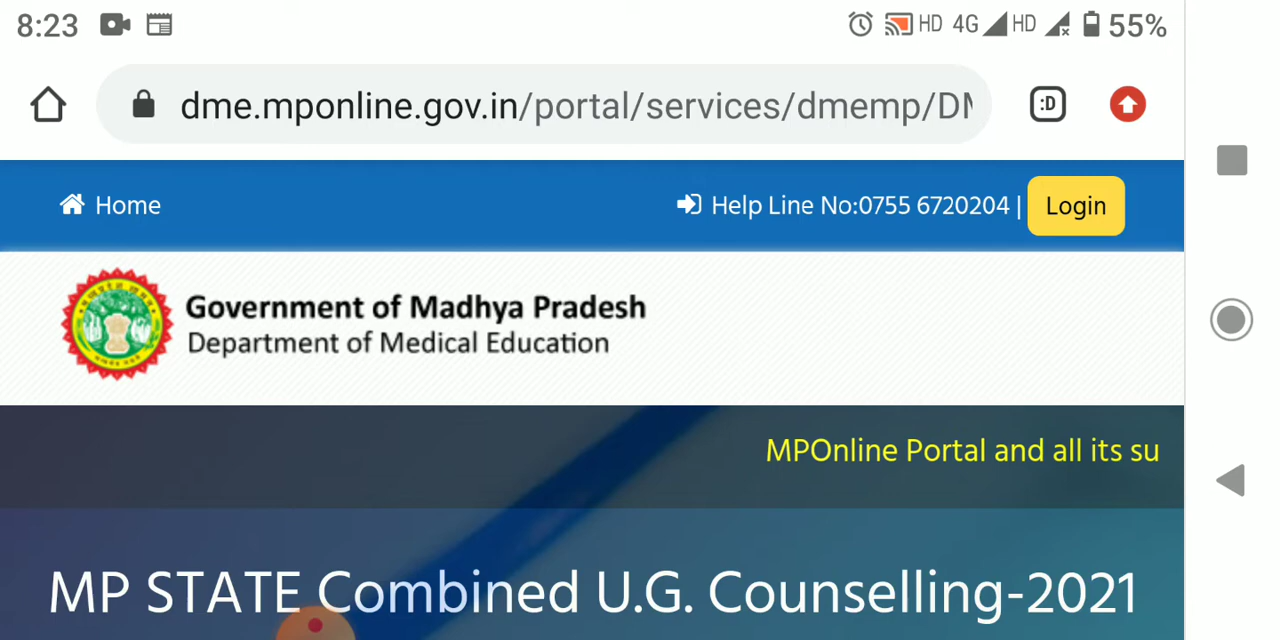 8:23 HD 4G HD 55%
dme.mponline.gov.in/portal/services/dmemp/DM :D
Home Help Line No:0755 6720204 | Login
Government of Madhya Pradesh
Department of Medical Education
MPOnline Portal and all its su
MP STATE Combined U.G. Counselling-2021